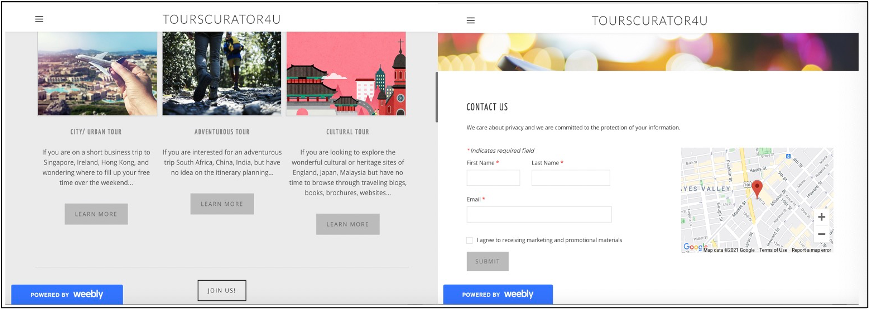 TOURSCURATOR4U
CITY/ URBAN TOUR
If you are on a short business trip to
Singapore, Ireland, Hong Kong, and
wondering where to fill up your free
time over the weekend...
LEARN MORE
ADVENTUROUS TOUR
If you are interested for an adventurous
trip South Africa, China, India, but have
no idea on the itinerary planning...
LEARN MORE
CULTURAL TOUR
If you are looking to explore the
wonderful cultural or heritage sites of
England, Japan, Malaysia but have no
time to browse through traveling blogs,
books, brochures, websites...
LEARN MORE
JOIN US!
POWERED BY weebly
TOURSCURATOR4U
CONTACT US
We care about privacy and we are committed to the protection of your information.
* Indicates required field
First Name *
Last Name *
Email *
I agree to receiving marketing and promotional materials
SUBMIT
AYES VALLEY
+
−
Google
Map data ©2021 Google
Terms of Use
Report a map error
POWERED BY weebly